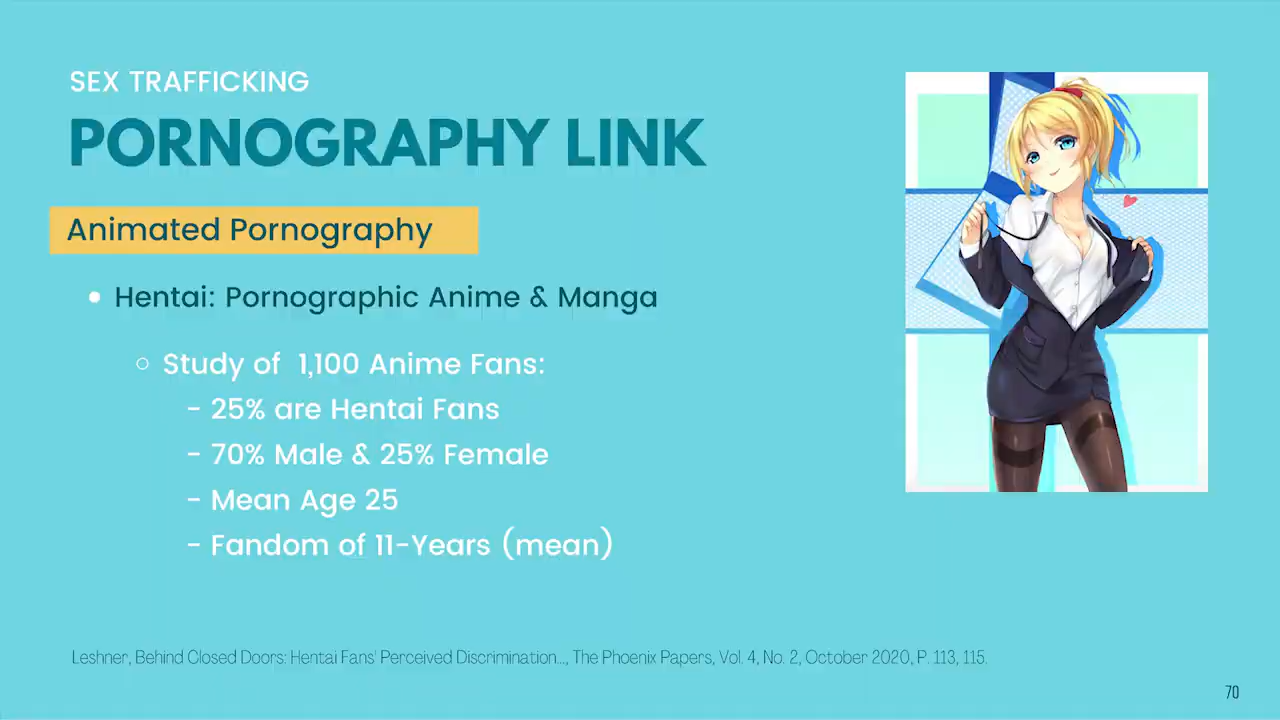 SEX TRAFFICKING
PORNOGRAPHY LINK
Animated Pornography
Hentai: Pornographic Anime & Manga
Study of 1,100 Anime Fans:
- 25% are Hentai Fans
- 70% Male & 25% Female
- Mean Age 25
- Fandom of 11-Years (mean)
Leshner, Behind Closed Doors: Hentai Fans' Perceived Discrimination..., The Phoenix Papers, Vol. 4, No. 2, October 2020, P. 113, 115.
70